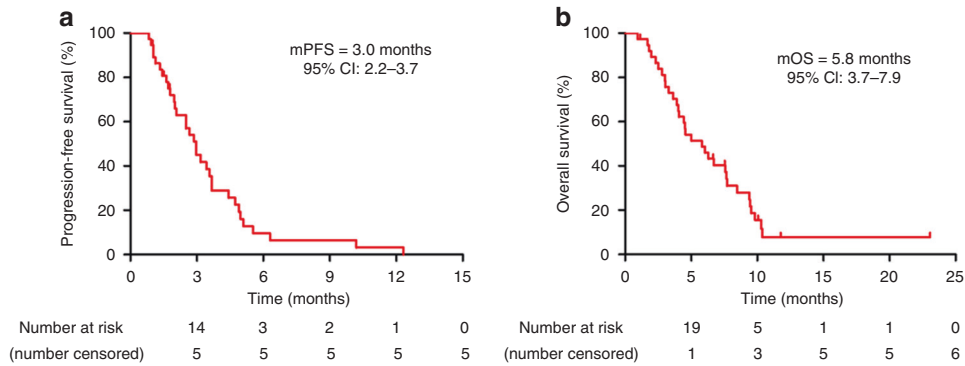 a
mPFS = 3.0 months
95% CI: 2.2–3.7
Progression-free survival (%)
100
80
60
40
20
0
0 3 6 9 12 15
Time (months)
Number at risk 14 3 2 1 0
(number censored) 5 5 5 5 5
b
mOS = 5.8 months
95% CI: 3.7–7.9
Overall survival (%)
100
80
60
40
20
0
0 5 10 15 20 25
Time (months)
Number at risk 19 5 1 1 0
(number censored) 1 3 5 5 6